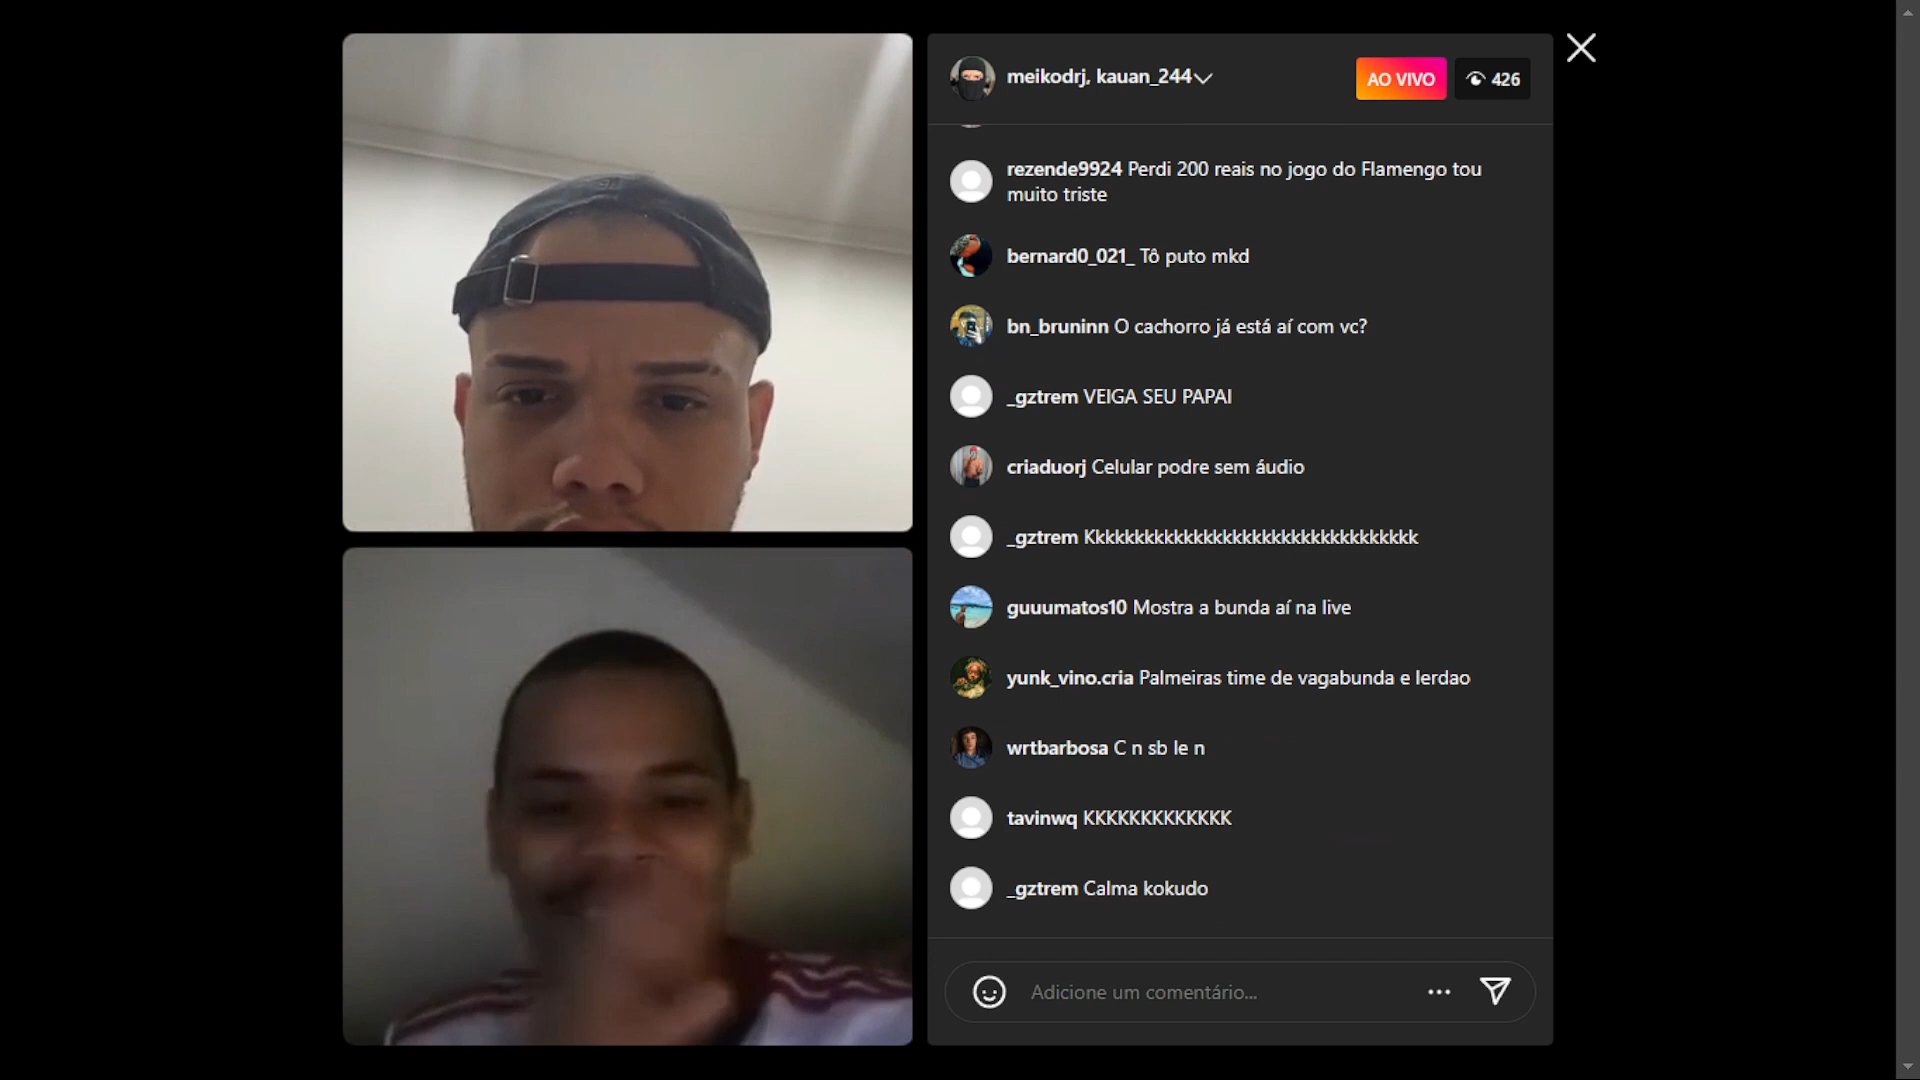 meikodrj, kauan_244
AO VIVO
426
rezende9924 Perdi 200 reais no jogo do Flamengo tou
muito triste
bernard0_021_ Tô puto mkd
bn_bruninn O cachorro já está aí com vc?
_gztrem VEIGA SEU PAPAI
criaduorj Celular podre sem áudio
_gztrem Kkkkkkkkkkkkkkkkkkkkkkkkkkkkkkkkkk
guuumatos10 Mostra a bunda aí na live
yunk_vino.cria Palmeiras time de vagabunda e lerdao
wrtbarbosa C n sb le n
tavinwq KKKKKKKKKKKKK
_gztrem Calma kokudo
Adicione um comentário...